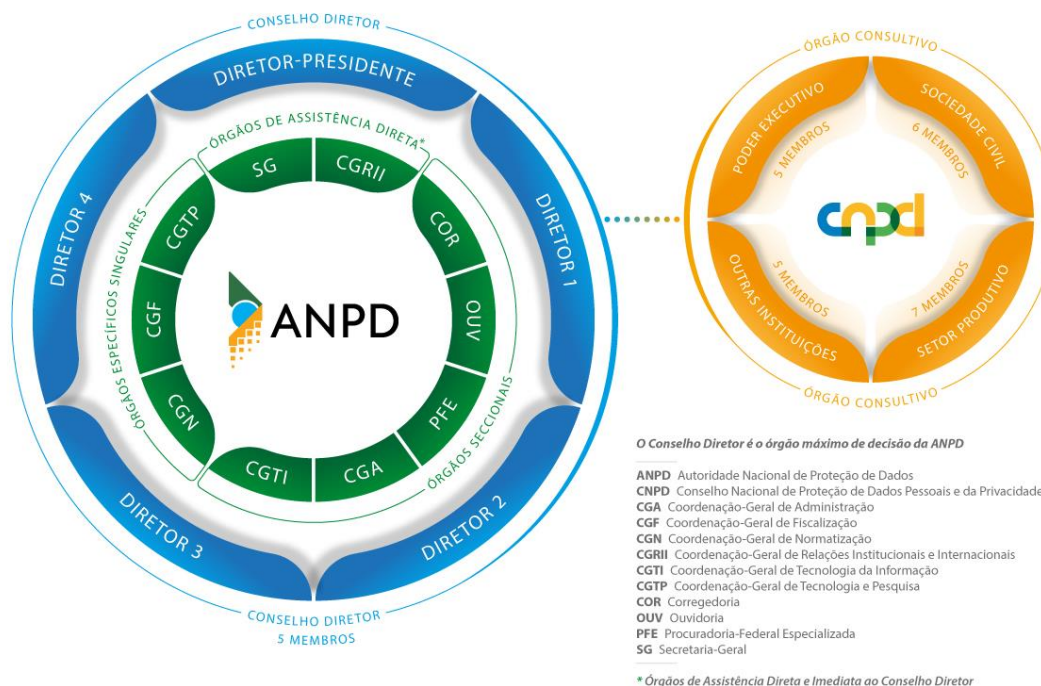 CONSELHO DIRETOR
DIRETOR-PRESIDENTE
ÓRGÃOS DE ASSISTÊNCIA DIRETA*
SG
CGRII
DIRETOR 4
CGTP
COR
DIRETOR 1
ÓRGÃOS ESPECÍFICOS SINGULARES
CGF
ANPD
OUV
CGN
PFE
ÓRGÃOS SECCIONAIS
CGTI
CGA
DIRETOR 3
DIRETOR 2
CONSELHO DIRETOR
5 MEMBROS
ÓRGÃO CONSULTIVO
PODER EXECUTIVO
5 MEMBROS
SOCIEDADE CIVIL
6 MEMBROS
cnpd
OUTRAS INSTITUIÇÕES
5 MEMBROS
SETOR PRODUTIVO
7 MEMBROS
ÓRGÃO CONSULTIVO
O Conselho Diretor é o órgão máximo de decisão da ANPD
ANPD Autoridade Nacional de Proteção de Dados
CNPD Conselho Nacional de Proteção de Dados Pessoais e da Privacidade
CGA Coordenação-Geral de Administração
CGF Coordenação-Geral de Fiscalização
CGN Coordenação-Geral de Normatização
CGRII Coordenação-Geral de Relações Institucionais e Internacionais
CGTI Coordenação-Geral de Tecnologia da Informação
CGTP Coordenação-Geral de Tecnologia e Pesquisa
COR Corregedoria
OUV Ouvidoria
PFE Procuradoria-Federal Especializada
SG Secretaria-Geral
* Órgãos de Assistência Direta e Imediata ao Conselho Diretor